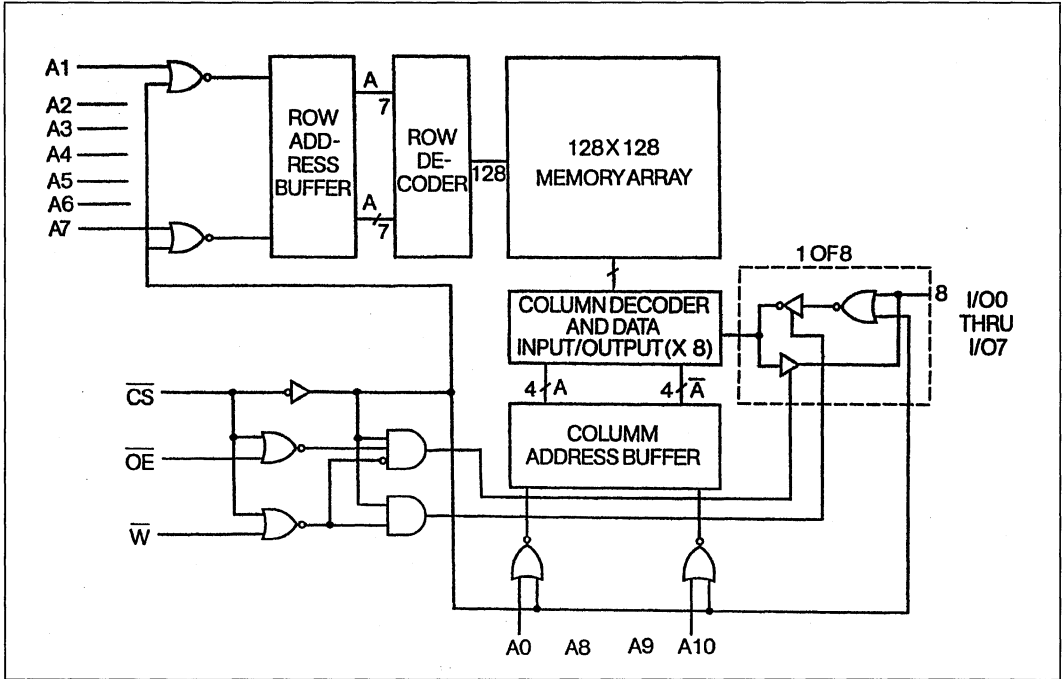 A1
A2
A3
A4
A5
A6
A7
ROW
ADD-
RESS
BUFFER
A
7
A
7
ROW
DE-
CODER
128
128 X 128
MEMORY ARRAY
1 OF 8
COLUMN DECODER
AND DATA
INPUT/OUTPUT (X 8)
8
I/O0
THRU
I/O7
4 A
4 A̅
COLUMM
ADDRESS BUFFER
C̅S̅
O̅E̅
W̅
A0 A8 A9 A10